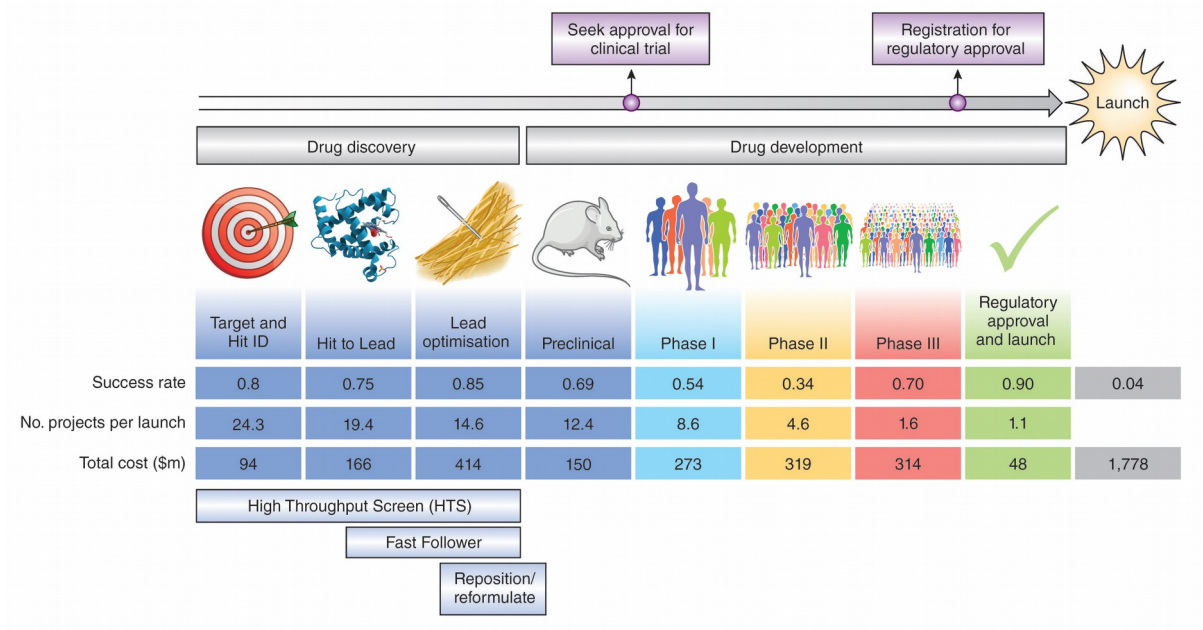 Seek approval for
clinical trial
Registration for
regulatory approval
Launch
Drug discovery
Drug development
Target and
Hit ID
Hit to Lead
Lead
optimisation
Preclinical
Phase I
Phase II
Phase III
Regulatory
approval
and launch
Success rate 0.8 0.75 0.85 0.69 0.54 0.34 0.70 0.90 0.04
No. projects per launch 24.3 19.4 14.6 12.4 8.6 4.6 1.6 1.1
Total cost ($m) 94 166 414 150 273 319 314 48 1,778
High Throughput Screen (HTS)
Fast Follower
Reposition/
reformulate